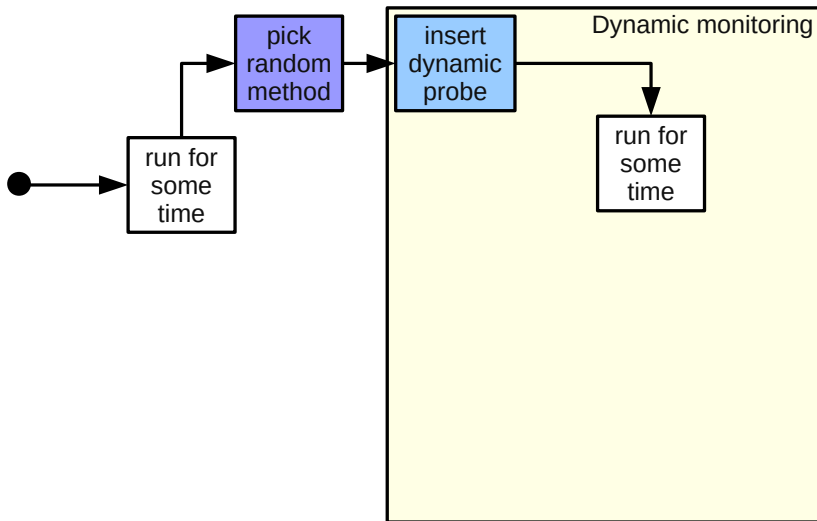 pick
random
method
insert
dynamic
probe
Dynamic monitoring
run for
some
time
run for
some
time